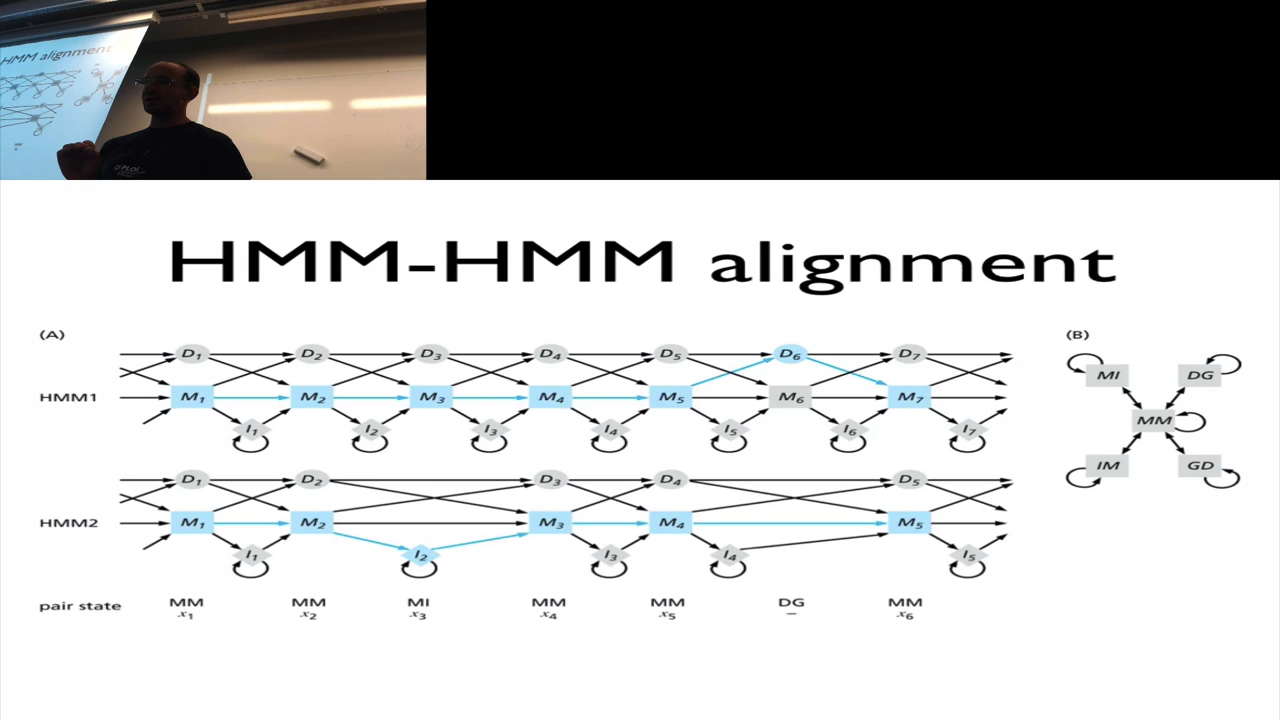 HMM alignment
PLOS
HMM-HMM alignment
(A)
(B)
D1 D2 D3 D4 D5 D6 D7
HMM1 M1 M2 M3 M4 M5 M6 M7
I1 I2 I3 I4 I5 I6 I7
MI DG
MM
IM GD
D1 D2 D3 D4 D5
HMM2 M1 M2 M3 M4 M5
I1 I2 I3 I4 I5
pair state MM MM MI MM MM DG MM
x1 x2 x3 x4 x5 – x6